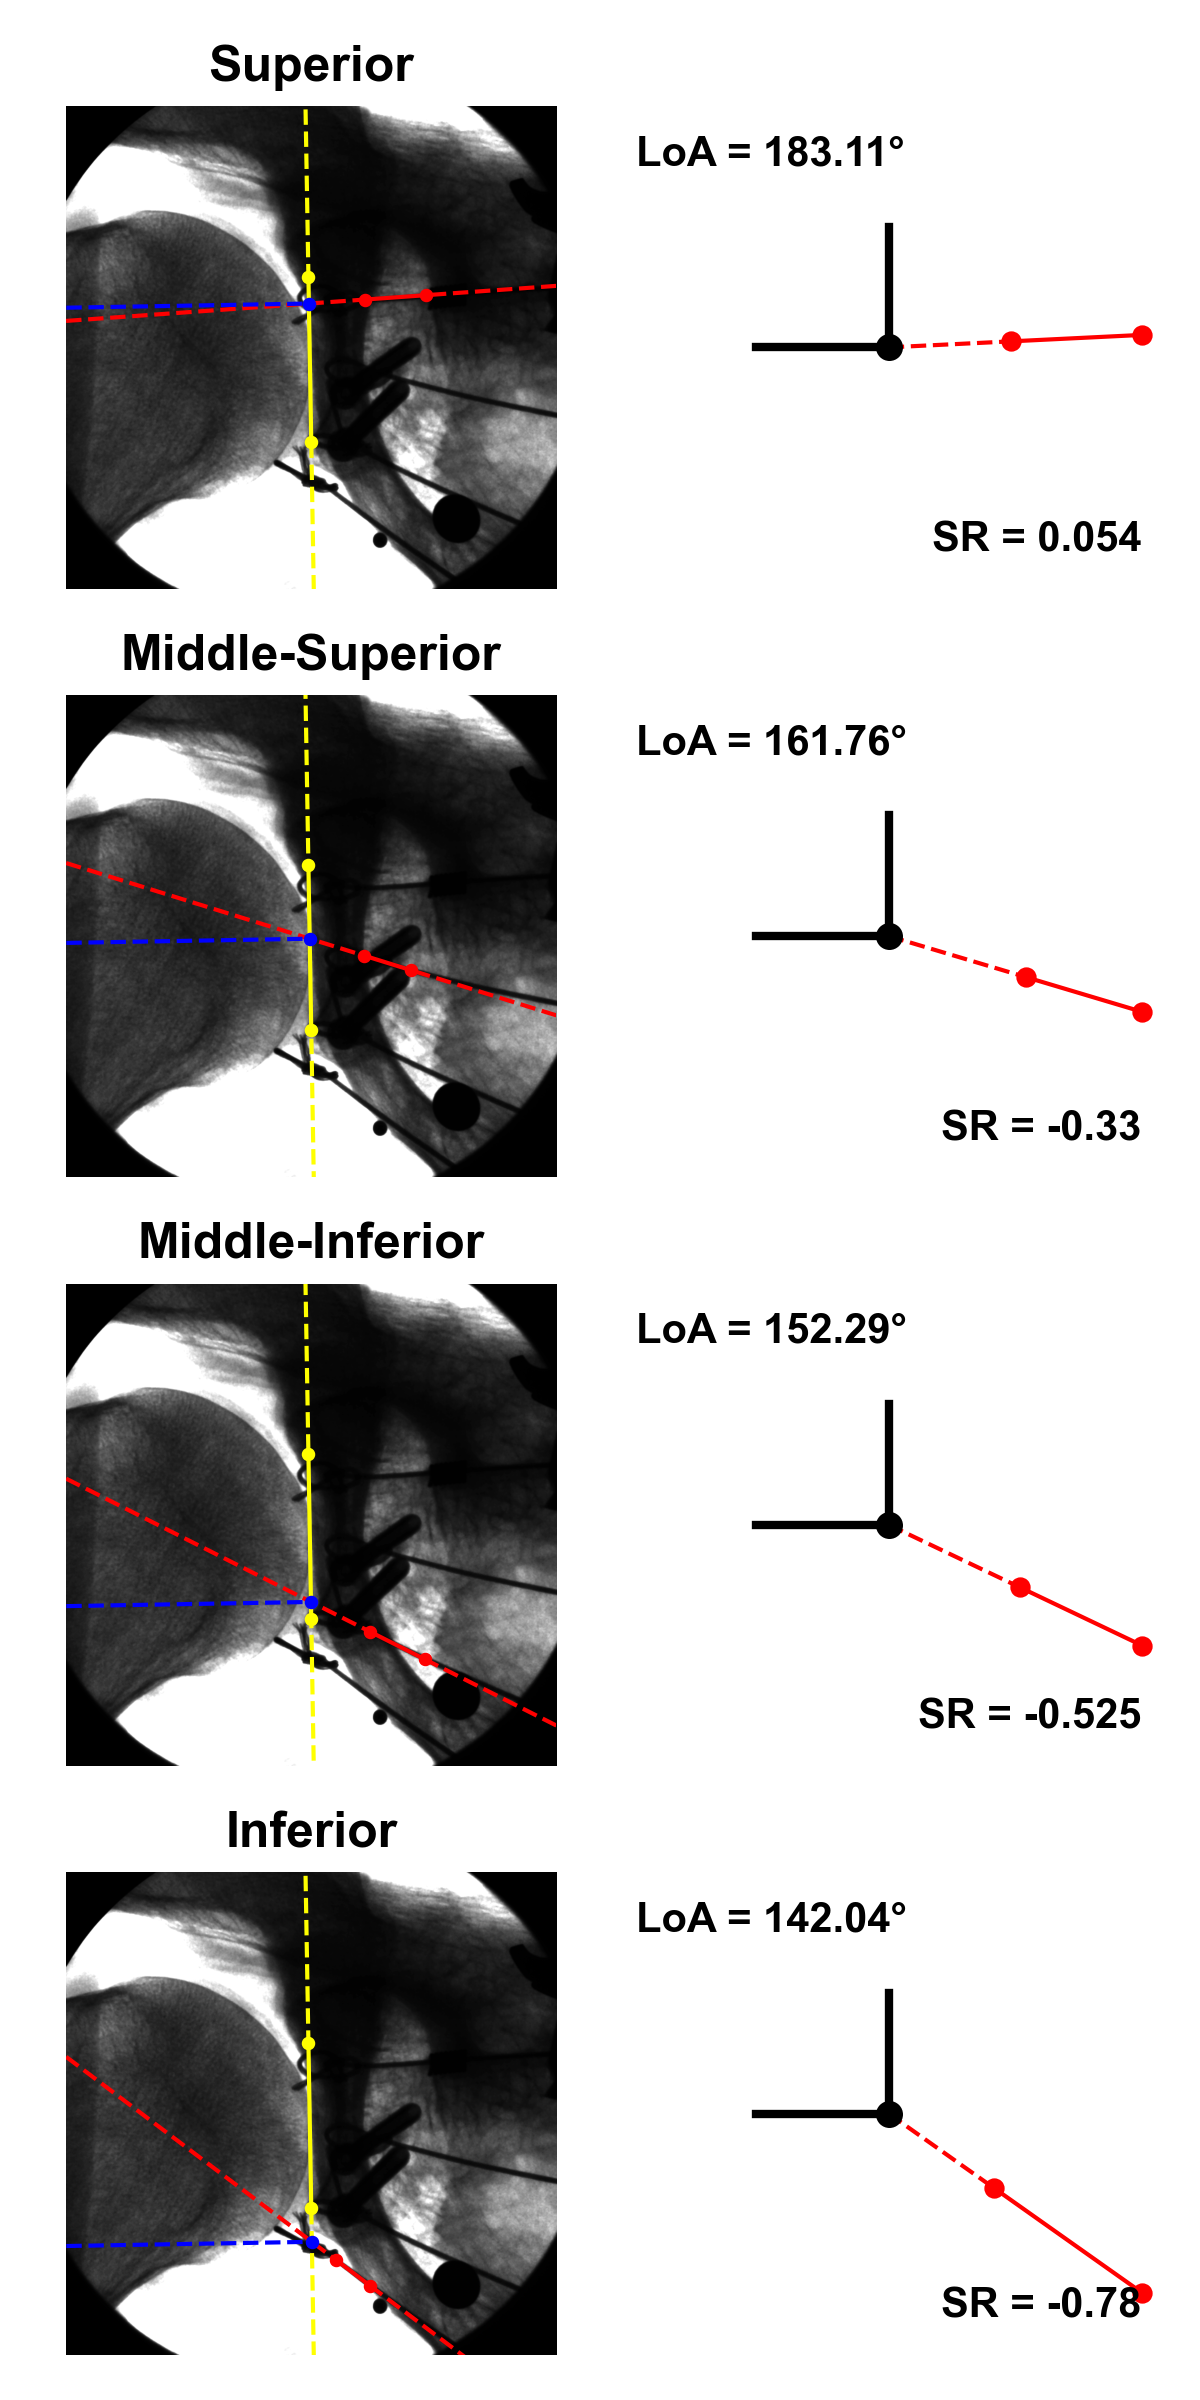 Superior
LoA = 183.11°
SR = 0.054
Middle-Superior
LoA = 161.76°
SR = -0.33
Middle-Inferior
LoA = 152.29°
SR = -0.525
Inferior
LoA = 142.04°
SR = -0.78